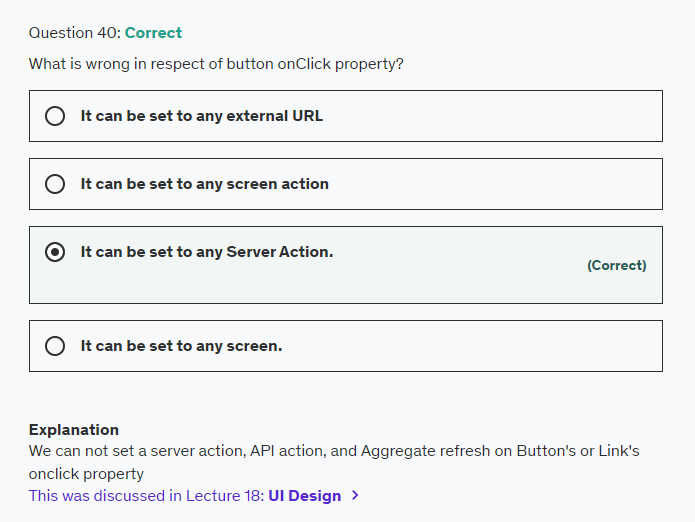 Question 40: Correct
What is wrong in respect of button onClick property?
It can be set to any external URL
It can be set to any screen action
It can be set to any Server Action.
(Correct)
It can be set to any screen.
Explanation
We can not set a server action, API action, and Aggregate refresh on Button's or Link's
onclick property
This was discussed in Lecture 18: UI Design >